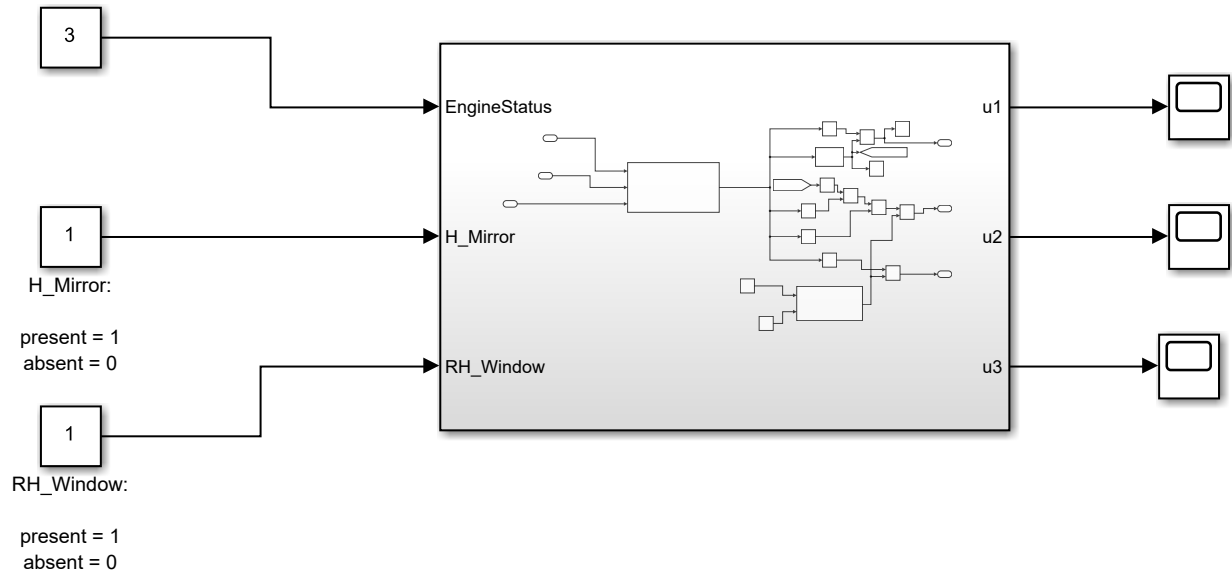 3
EngineStatus
u1
1
H_Mirror
u2
H_Mirror:
present = 1
absent = 0
RH_Window
u3
1
RH_Window:
present = 1
absent = 0